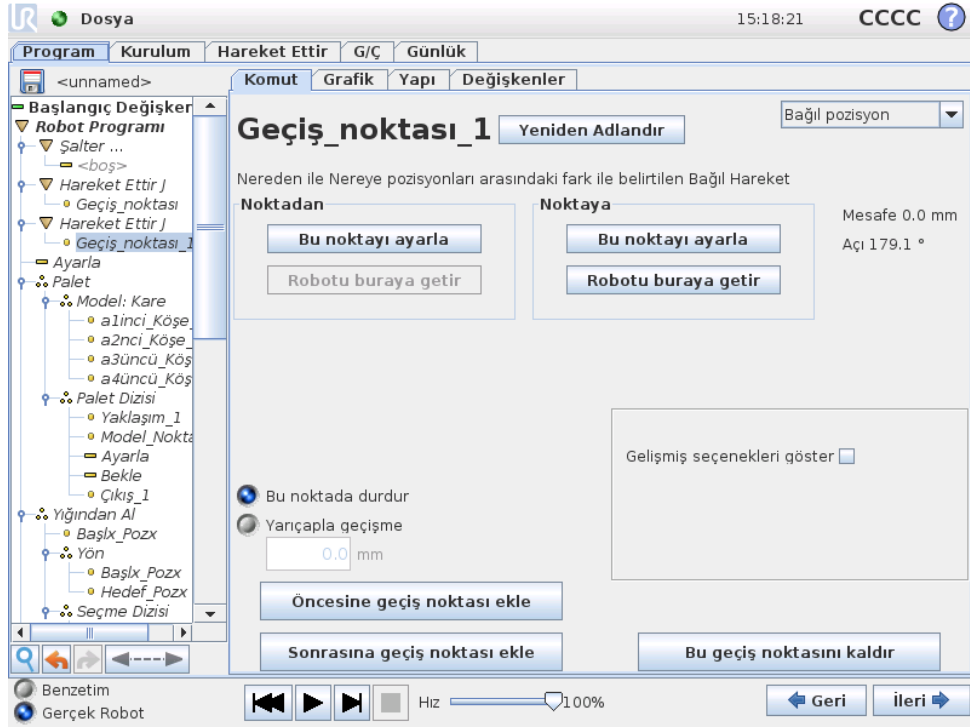 UR Dosya 15:18:21 CCCC ?
Program Kurulum Hareket Ettir G/Ç Günlük
<unnamed>
Komut Grafik Yapı Değişkenler
Başlangıç Değişker
Robot Programı
Şalter ...
<boş>
Hareket Ettir J
Geçiş_noktası
Hareket Ettir J
Geçiş_noktası_1
Ayarla
Palet
Model: Kare
a1inci_Köşe_
a2nci_Köşe_
a3üncü_Köş
a4üncü_Köş
Palet Dizisi
Yaklaşım_1
Model_Nokta
Ayarla
Bekle
Çıkış_1
Yığından Al
Başlx_Pozx
Yön
Başlx_Pozx
Hedef_Pozx
Seçme Dizisi
Geçiş_noktası_1 Yeniden Adlandır
Bağıl pozisyon
Nereden ile Nereye pozisyonları arasındaki fark ile belirtilen Bağıl Hareket
Noktadan
Bu noktayı ayarla
Robotu buraya getir
Noktaya
Bu noktayı ayarla
Robotu buraya getir
Mesafe 0.0 mm
Açı 179.1 °
Gelişmiş seçenekleri göster
Bu noktada durdur
Yarıçapla geçişme
0.0 mm
Öncesine geçiş noktası ekle
Sonrasına geçiş noktası ekle
Bu geçiş noktasını kaldır
Benzetim
Gerçek Robot
Hız 100%
Geri İleri